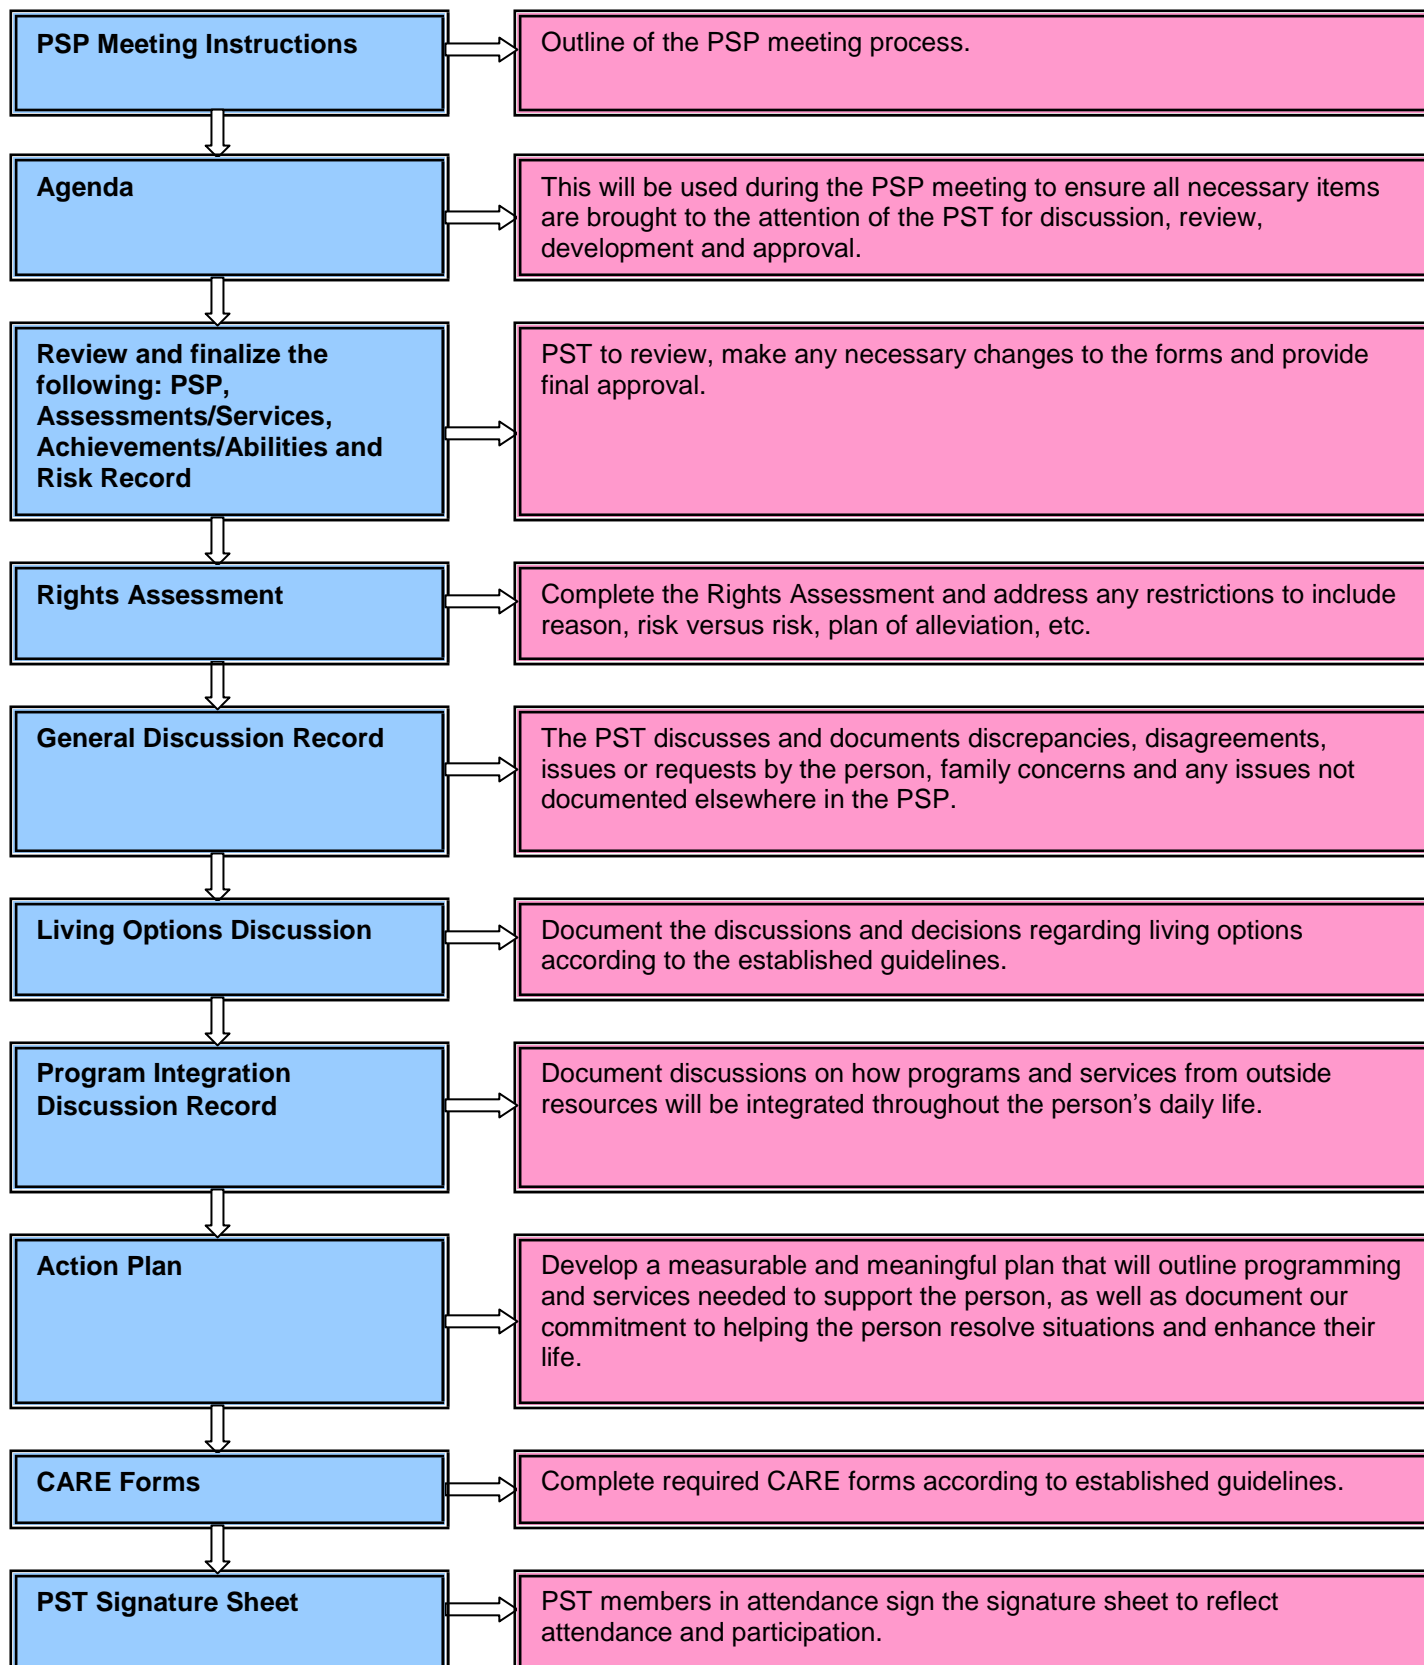 PSP Meeting Instructions
Outline of the PSP meeting process.
Agenda
This will be used during the PSP meeting to ensure all necessary items
are brought to the attention of the PST for discussion, review,
development and approval.
Review and finalize the
following: PSP,
Assessments/Services,
Achievements/Abilities and
Risk Record
PST to review, make any necessary changes to the forms and provide
final approval.
Rights Assessment
Complete the Rights Assessment and address any restrictions to include
reason, risk versus risk, plan of alleviation, etc.
General Discussion Record
The PST discusses and documents discrepancies, disagreements,
issues or requests by the person, family concerns and any issues not
documented elsewhere in the PSP.
Living Options Discussion
Document the discussions and decisions regarding living options
according to the established guidelines.
Program Integration
Discussion Record
Document discussions on how programs and services from outside
resources will be integrated throughout the person's daily life.
Action Plan
Develop a measurable and meaningful plan that will outline programming
and services needed to support the person, as well as document our
commitment to helping the person resolve situations and enhance their
life.
CARE Forms
Complete required CARE forms according to established guidelines.
PST Signature Sheet
PST members in attendance sign the signature sheet to reflect
attendance and participation.